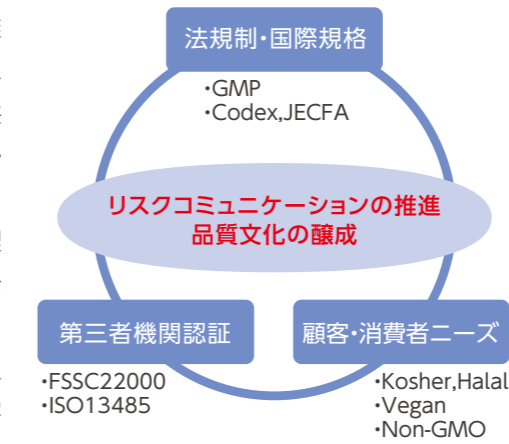 法規制・国際規格
・GMP
・Codex,JECFA
リスクコミュニケーションの推進
品質文化の醸成
第三者機関認証
・FSSC22000
・ISO13485
顧客・消費者ニーズ
・Kosher,Halal
・Vegan
・Non-GMO